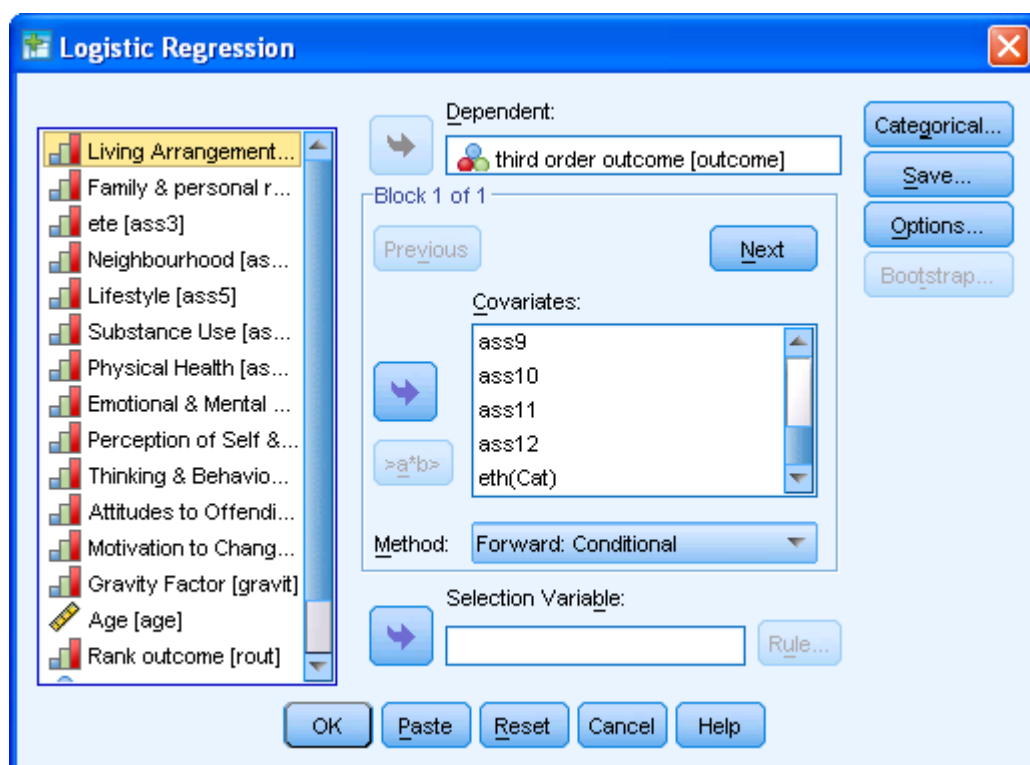 Logistic Regression
Living Arrangement...
Family & personal r...
ete [ass3]
Neighbourhood [as...
Lifestyle [ass5]
Substance Use [as...
Physical Health [as...
Emotional & Mental ...
Perception of Self &...
Thinking & Behavio...
Attitudes to Offendi...
Motivation to Chang...
Gravity Factor [gravit]
Age [age]
Rank outcome [rout]
Dependent:
third order outcome [outcome]
Block 1 of 1
Previous
Next
Covariates:
ass9
ass10
ass11
ass12
eth(Cat)
>a*b>
Method:
Forward: Conditional
Selection Variable:
Rule...
Categorical...
Save...
Options...
Bootstrap...
OK
Paste
Reset
Cancel
Help